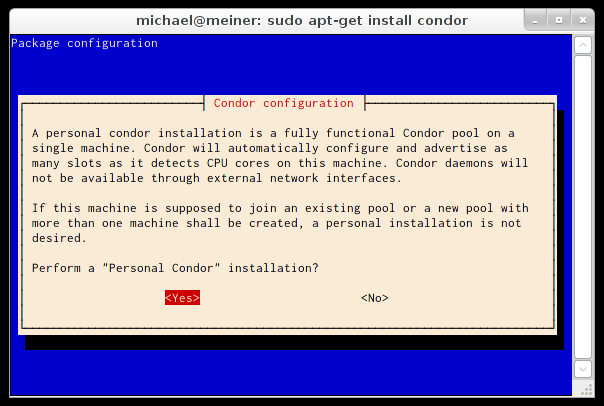 michael@meiner: sudo apt-get install condor
Package configuration
Condor configuration
A personal condor installation is a fully functional Condor pool on a
single machine. Condor will automatically configure and advertise as
many slots as it detects CPU cores on this machine. Condor daemons will
not be available through external network interfaces.
If this machine is supposed to join an existing pool or a new pool with
more than one machine shall be created, a personal installation is not
desired.
Perform a "Personal Condor" installation?
<Yes> <No>